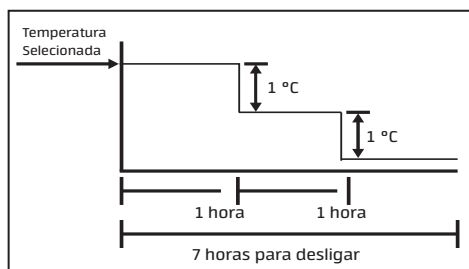 Temperatura
Selecionada
1 °C
1 °C
1 hora
1 hora
7 horas para desligar